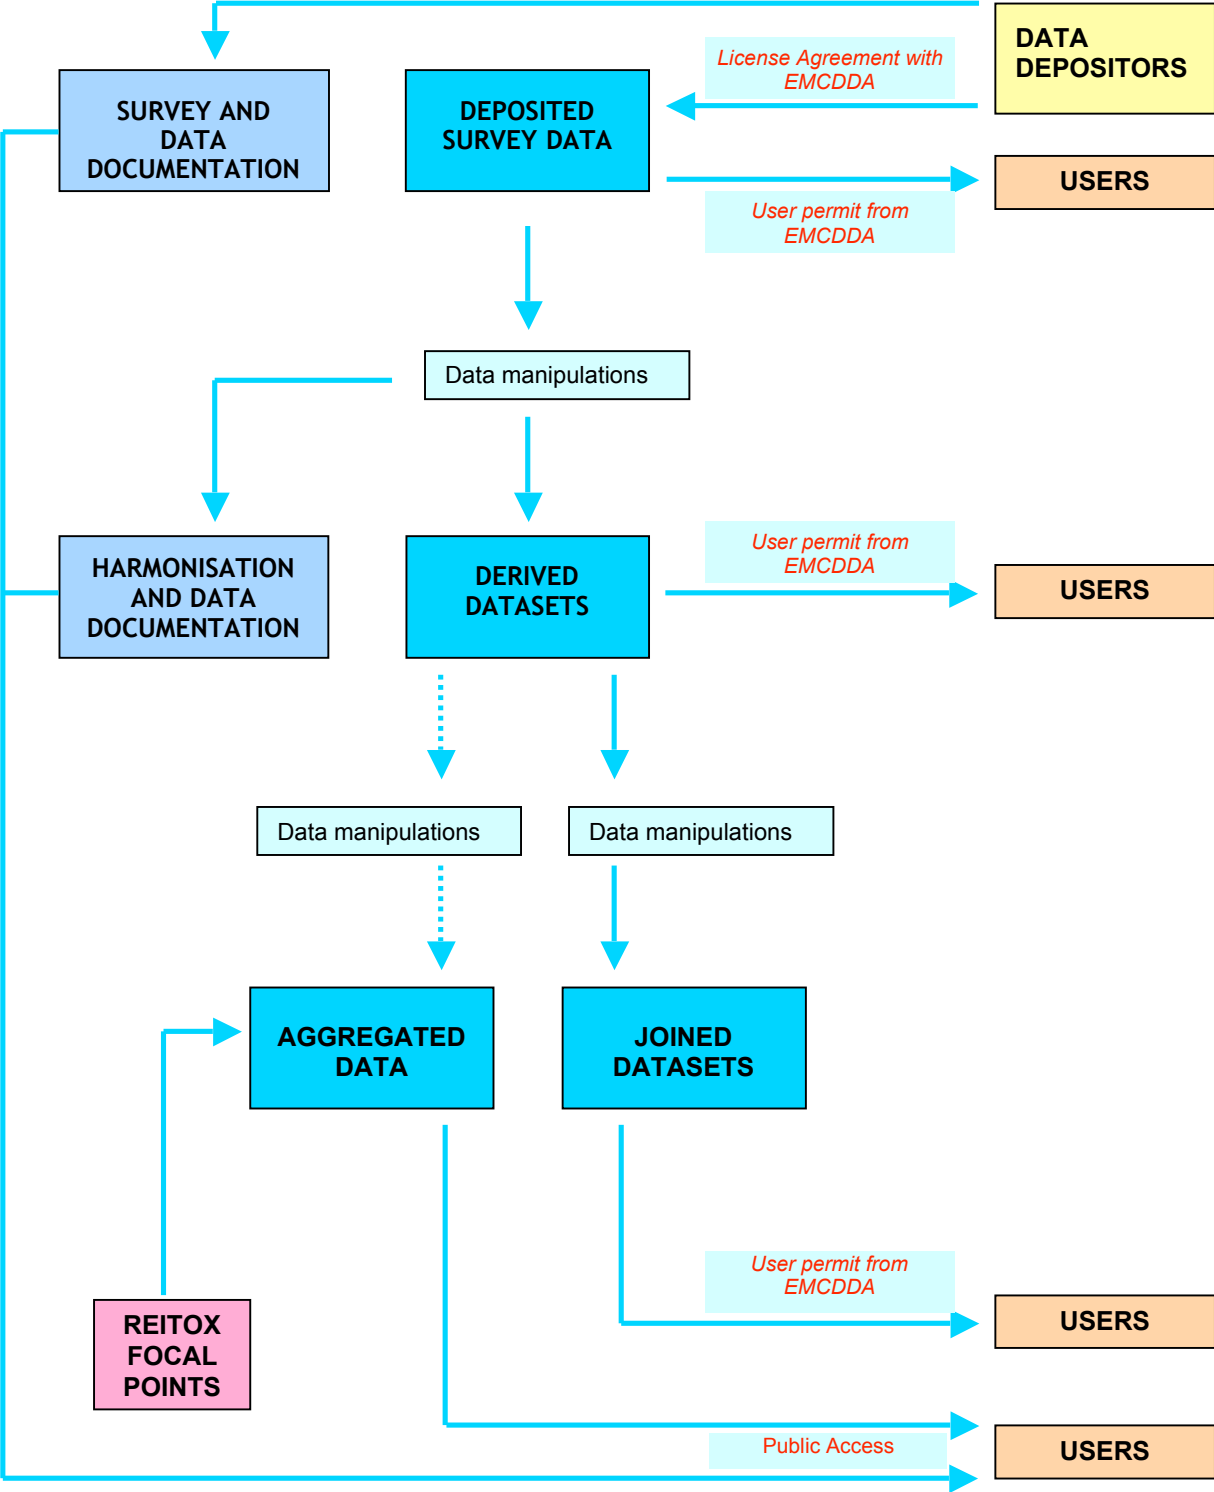 DATA
DEPOSITORS
License Agreement with
EMCDDA
SURVEY AND
DATA
DOCUMENTATION
DEPOSITED
SURVEY DATA
USERS
User permit from
EMCDDA
Data manipulations
HARMONISATION
AND DATA
DOCUMENTATION
DERIVED
DATASETS
User permit from
EMCDDA
USERS
Data manipulations
Data manipulations
AGGREGATED
DATA
JOINED
DATASETS
User permit from
EMCDDA
USERS
REITOX
FOCAL
POINTS
Public Access
USERS